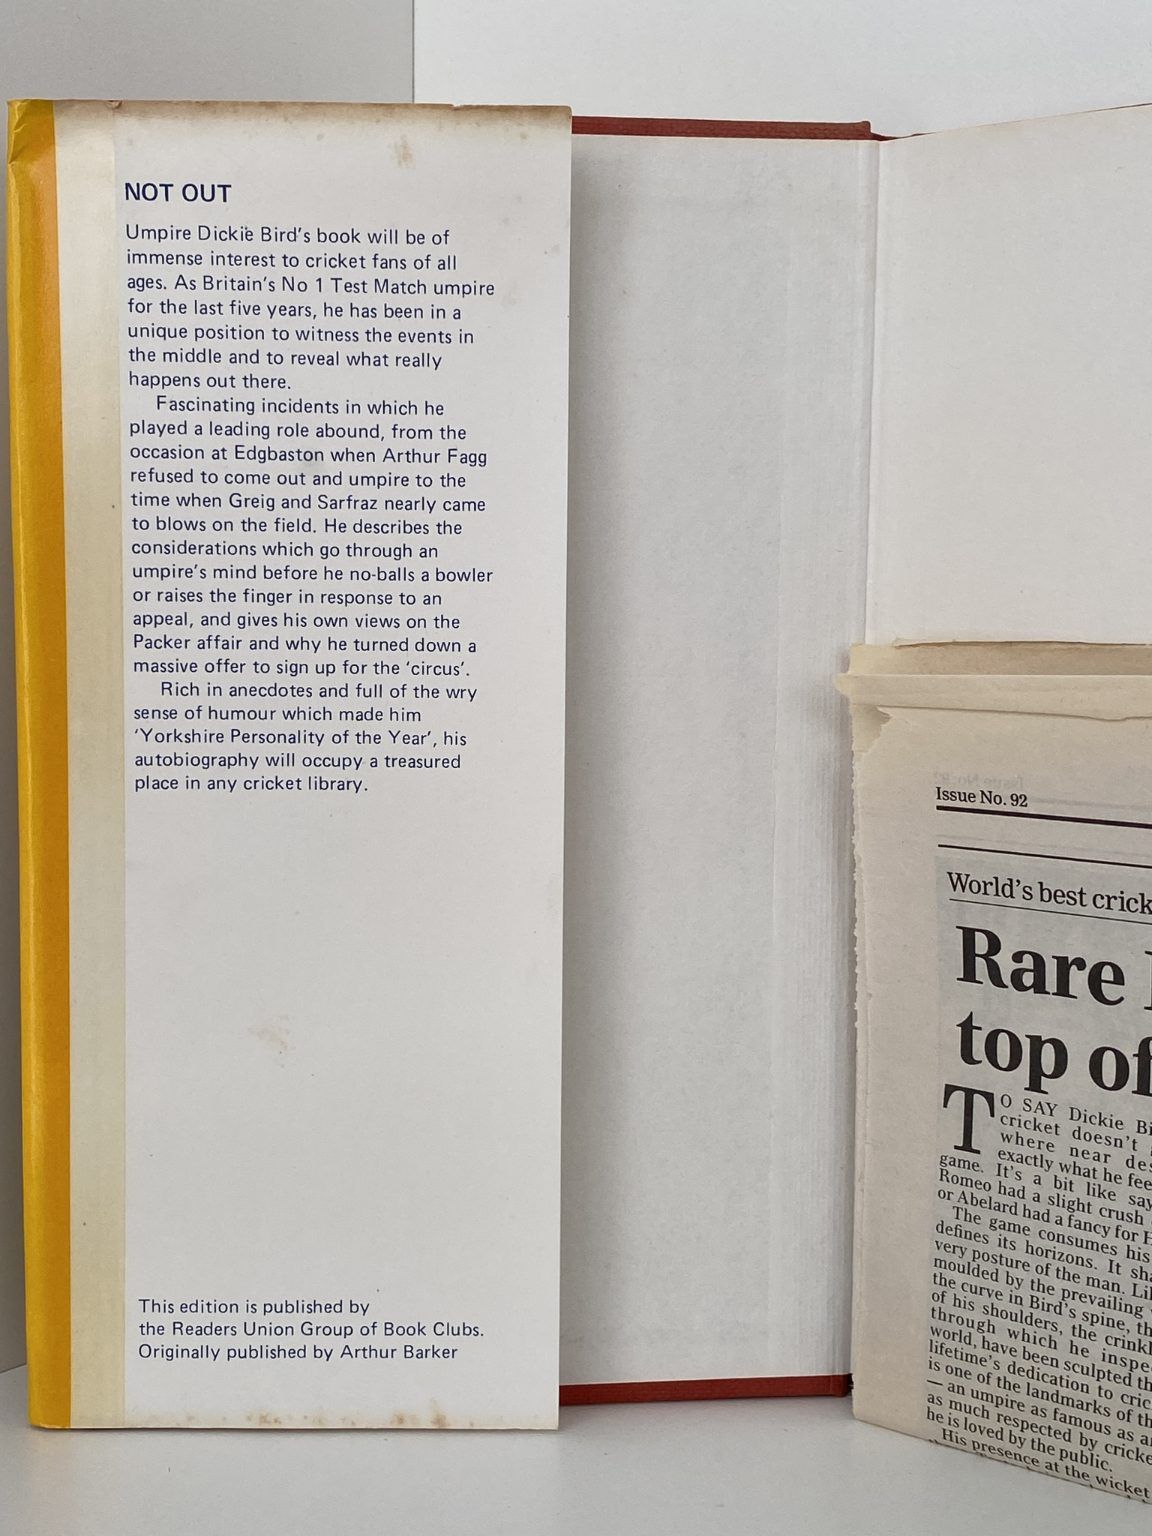 NOT OUT
Umpire Dickie Bird's book will be of
immense interest to cricket fans of all
ages. As Britain's No 1 Test Match umpire
for the last five years, he has been in a
unique position to witness the events in
the middle and to reveal what really
happens out there.
Fascinating incidents in which he
played a leading role abound, from the
occasion at Edgbaston when Arthur Fagg
refused to come out and umpire to the
time when Greig and Sarfraz nearly came
to blows on the field. He describes the
considerations which go through an
umpire's mind before he no-balls a bowler
or raises the finger in response to an
appeal, and gives his own views on the
Packer affair and why he turned down a
massive offer to sign up for the 'circus'.
Rich in anecdotes and full of the wry
sense of humour which made him
'Yorkshire Personality of the Year', his
autobiography will occupy a treasured
place in any cricket library.
This edition is published by
the Readers Union Group of Book Clubs.
Originally published by Arthur Barker
Issue No. 92
World's best crick
Rare
top of
TO SAY Dickie Bi
cricket doesn't
where near des
exactly what he fee
game. It's a bit like say
Romeo had a slight crush
or Abelard had a fancy for H
The game consumes his
defines its horizons. It sha
very posture of the man. Lik
moulded by the prevailing
the curve in Bird's spine, th
of his shoulders, the crinkl
through which he inspe
world, have been sculpted th
lifetime's dedication to cric
is one of the landmarks of th
— an umpire as famous as a
as much respected by cricke
he is loved by the public.
His presence at the wicket